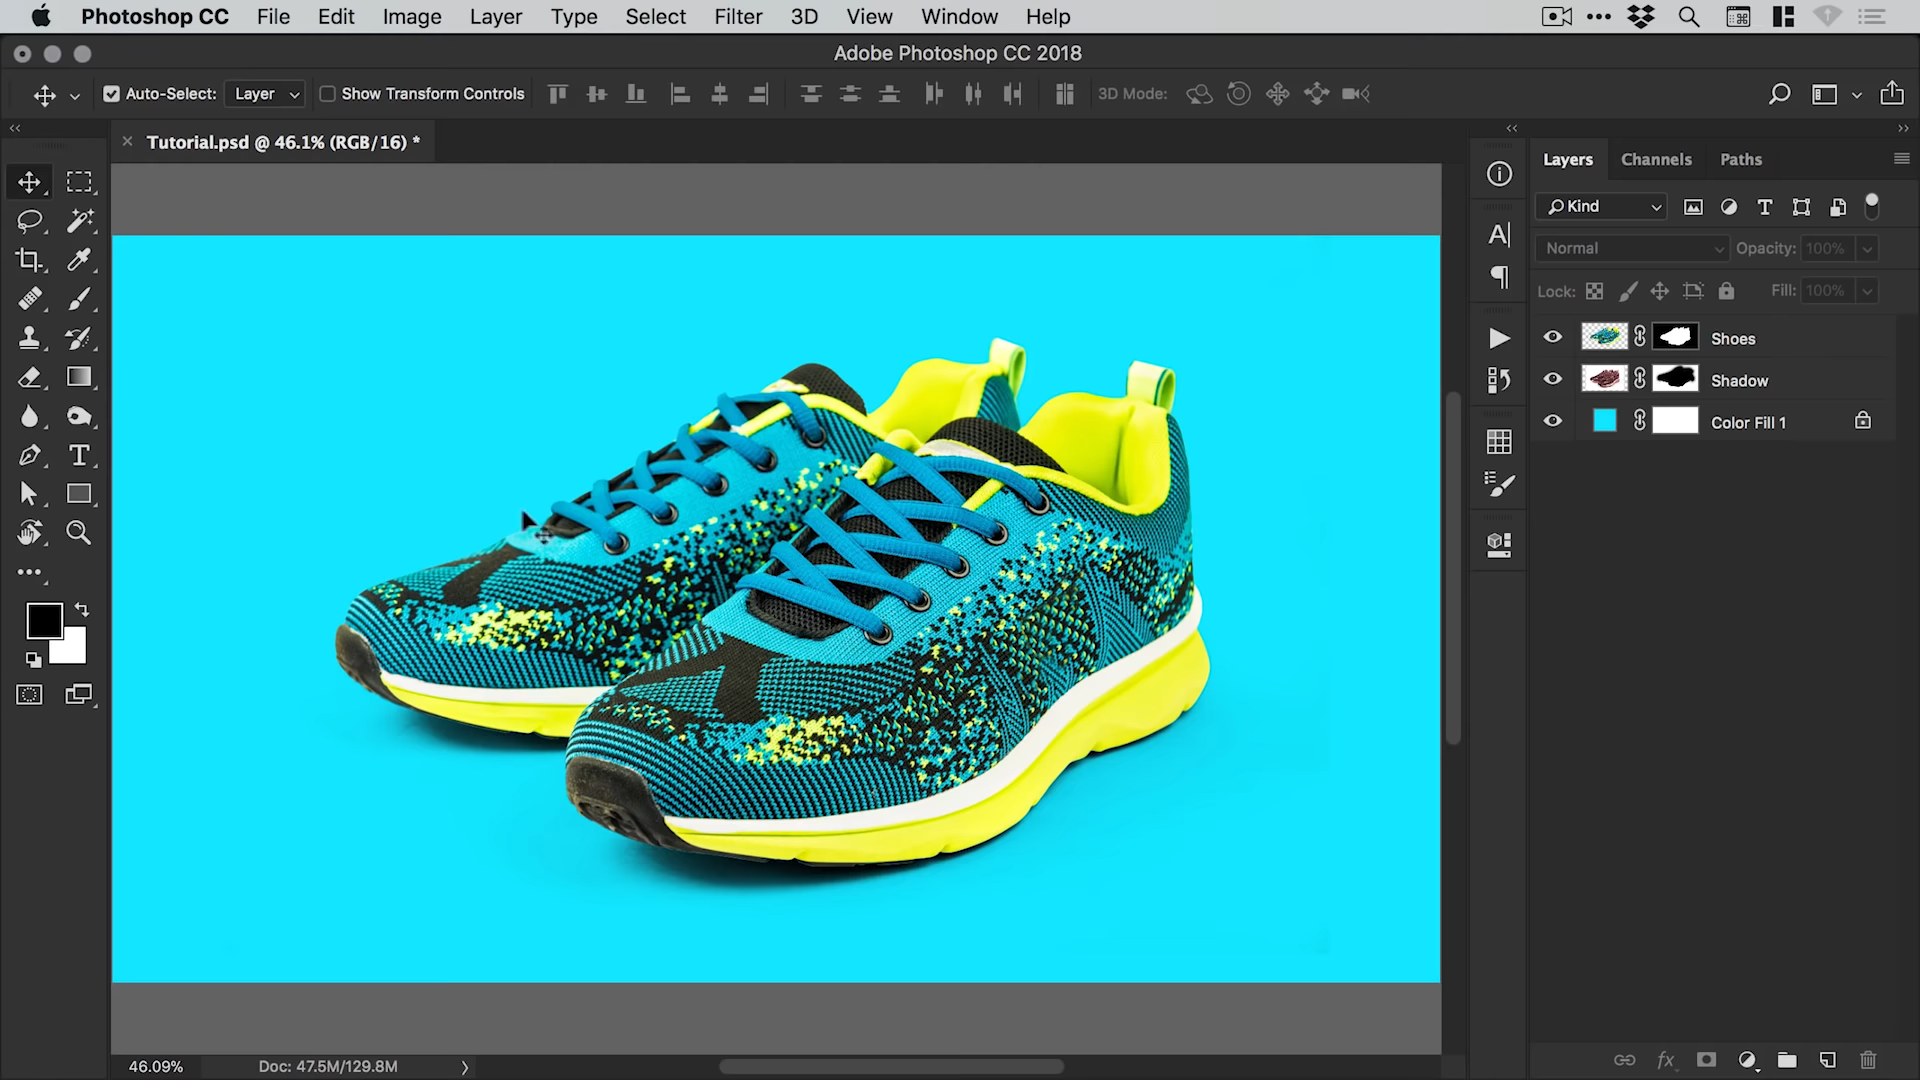 Photoshop CC File Edit Image Layer Type Select Filter 3D View Window Help
Adobe Photoshop CC 2018
Auto-Select: Layer Show Transform Controls 3D Mode:
Tutorial.psd @ 46.1% (RGB/16) *
Layers Channels Paths
Kind
Normal Opacity: 100%
Lock: Fill: 100%
Shoes
Shadow
Color Fill 1
46.09% Doc: 47.5M/129.8M